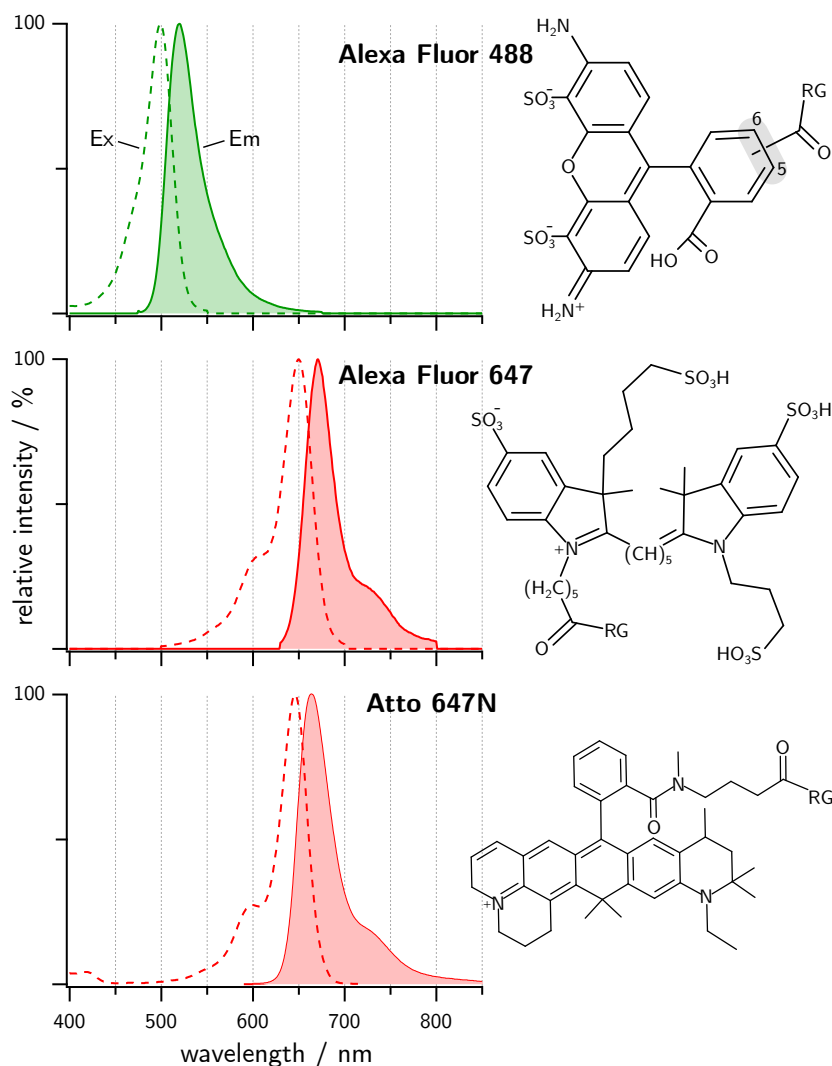 100
Alexa Fluor 488
Ex
Em
H₂N
SO₃⁻
O
SO₃⁻
H₂N⁺
HO
O
6
5
RG
O
100
Alexa Fluor 647
SO₃⁻
SO₃H
SO₃H
N
+
(CH)₅
N
(H₂C)₅
O
RG
HO₃S
relative intensity / %
100
Atto 647N
O
N
O
RG
+N
N
400 500 600 700 800
wavelength / nm